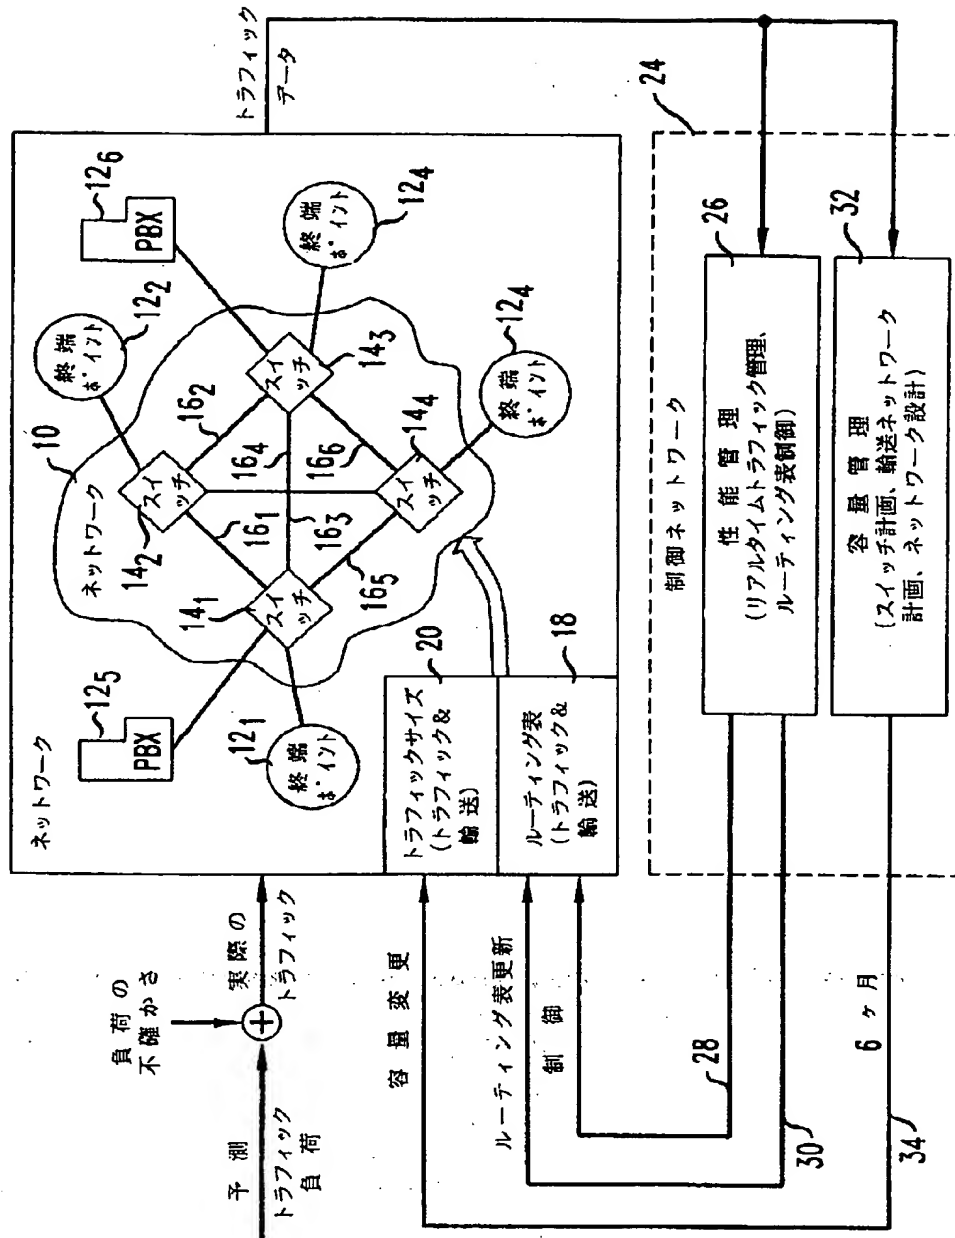 予測
トラフィック
負荷
負荷の
不確かさ
+
実際の
トラフィック
ネットワーク
12₅
PBX
12₁
終端
ポイント
10
ネットワーク
14₂
スイ
ッチ
14₁
スイ
ッチ
12₂
終端
ポイント
12₆
PBX
16₂
16₁
16₄
16₃
16₅
16₆
スイ
ッチ
14₃
スイ
ッチ
14₄
終端
ポイント
12₄
終端
ポイント
12₄
トラフィック
データ
トラフィックサイズ
(トラフィック&
輸送)
20
ルーティング表
(トラフィック&
輸送)
18
容量変更
ルーティング表更新
制御
24
制御ネットワーク
26
性能管理
(リアルタイムトラフィック管理、
ルーティング表制御)
32
容量管理
(スイッチ計画、輸送ネットワーク
計画、ネットワーク設計)
28
30
6ヶ月
34